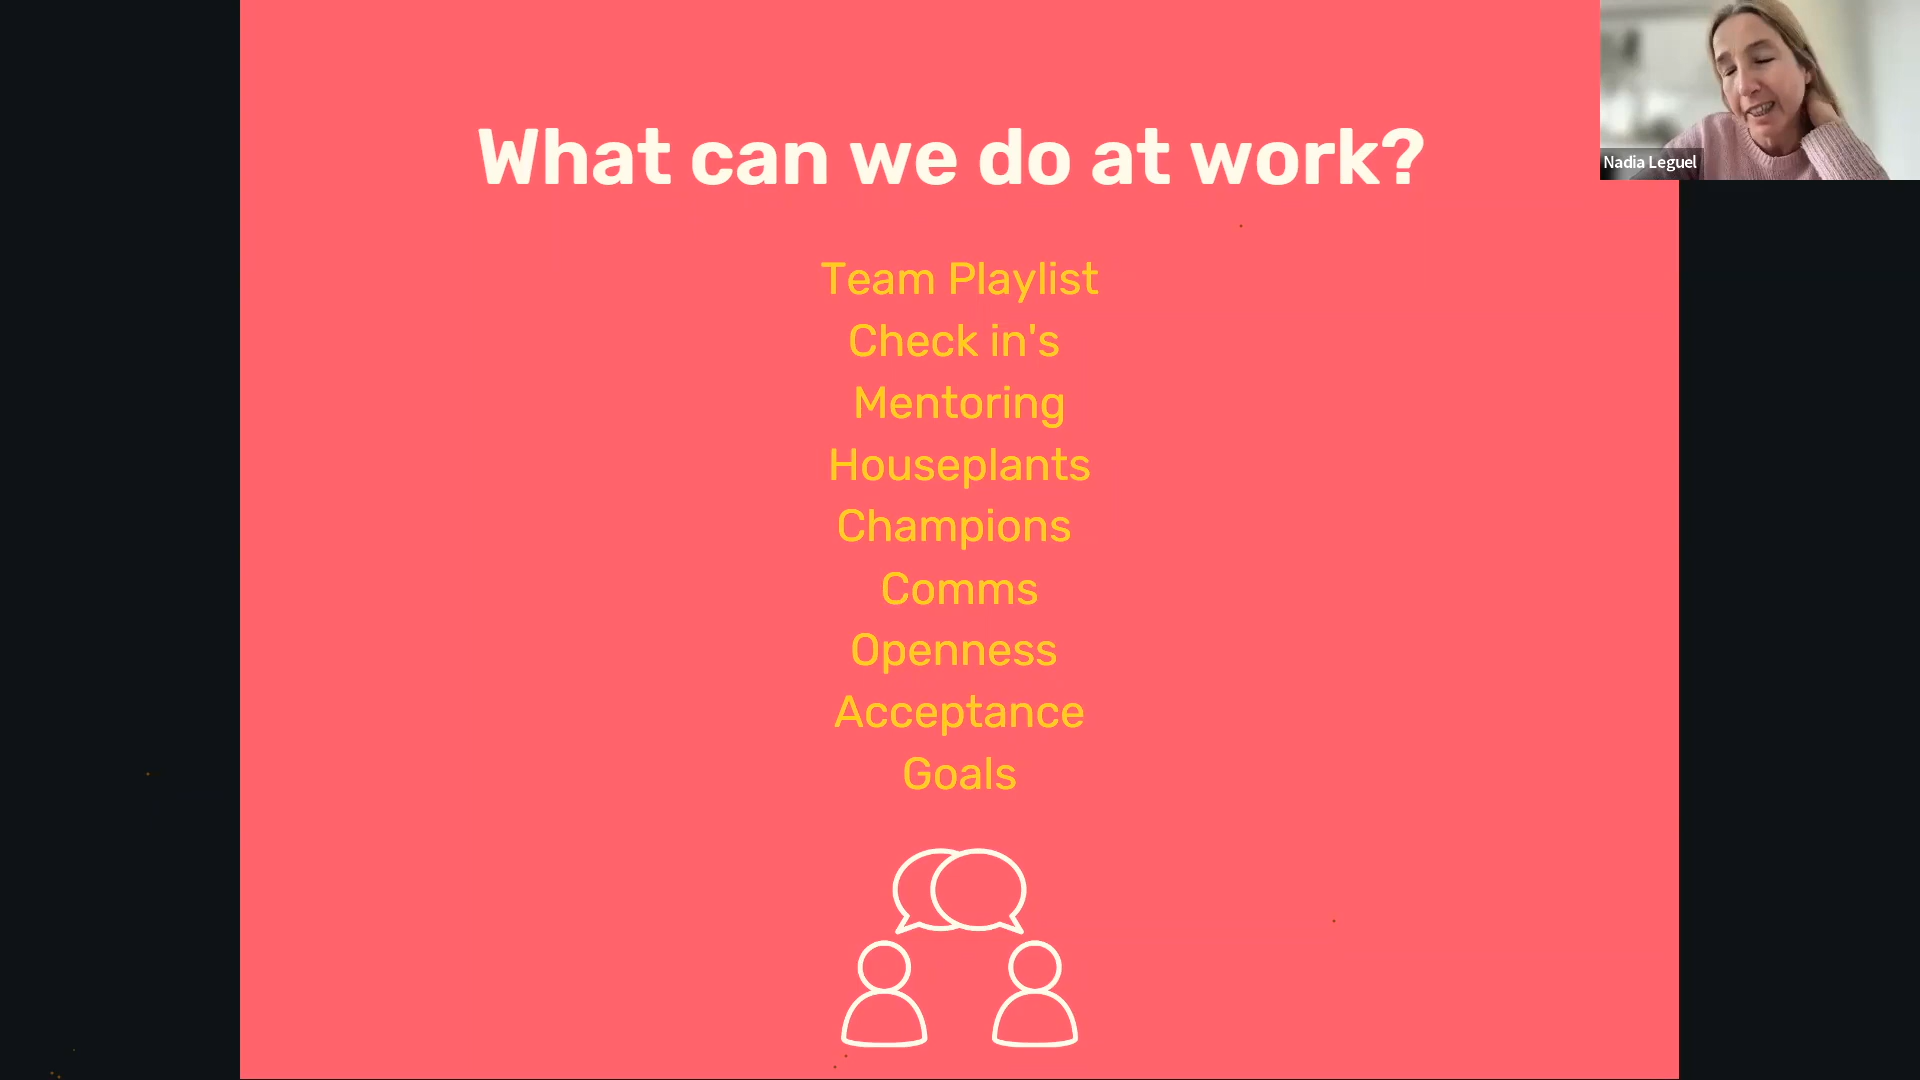 What can we do at work?
Nadia Leguel
Team Playlist
Check in's
Mentoring
Houseplants
Champions
Comms
Openness
Acceptance
Goals